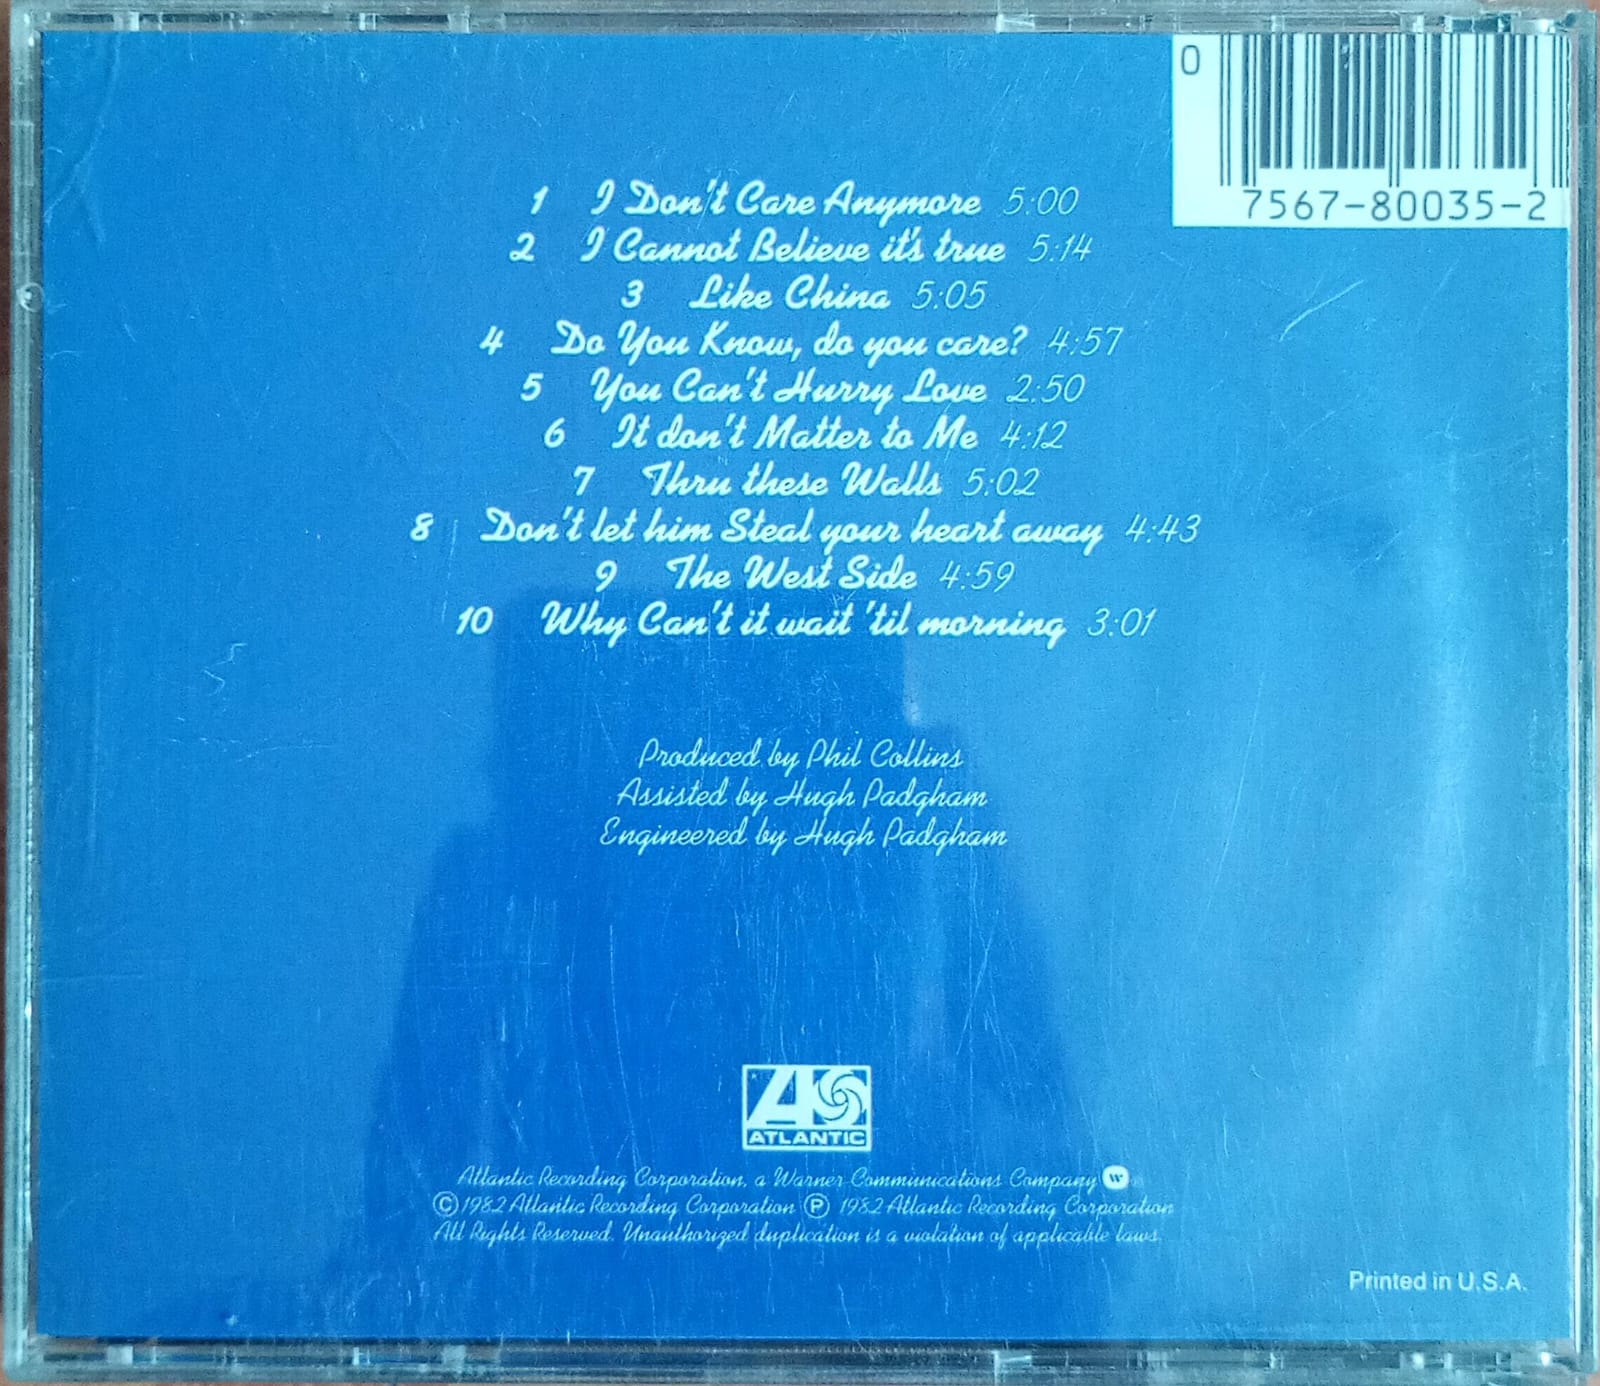 0
7567-80035-2
1 I Don't Care Anymore 5:00
2 I Cannot Believe it's true 5:14
3 Like China 5:05
4 Do You Know, do you care? 4:57
5 You Can't Hurry Love 2:50
6 It don't Matter to Me 4:12
7 Thru these Walls 5:02
8 Don't let him Steal your heart away 4:43
9 The West Side 4:59
10 Why Can't it wait 'til morning 3:01
Produced by Phil Collins
Assisted by Hugh Padgham
Engineered by Hugh Padgham
ATLANTIC
Atlantic Recording Corporation, a Warner Communications Company
© 1982 Atlantic Recording Corporation ℗ 1982 Atlantic Recording Corporation
All Rights Reserved. Unauthorized duplication is a violation of applicable laws.
Printed in U.S.A.